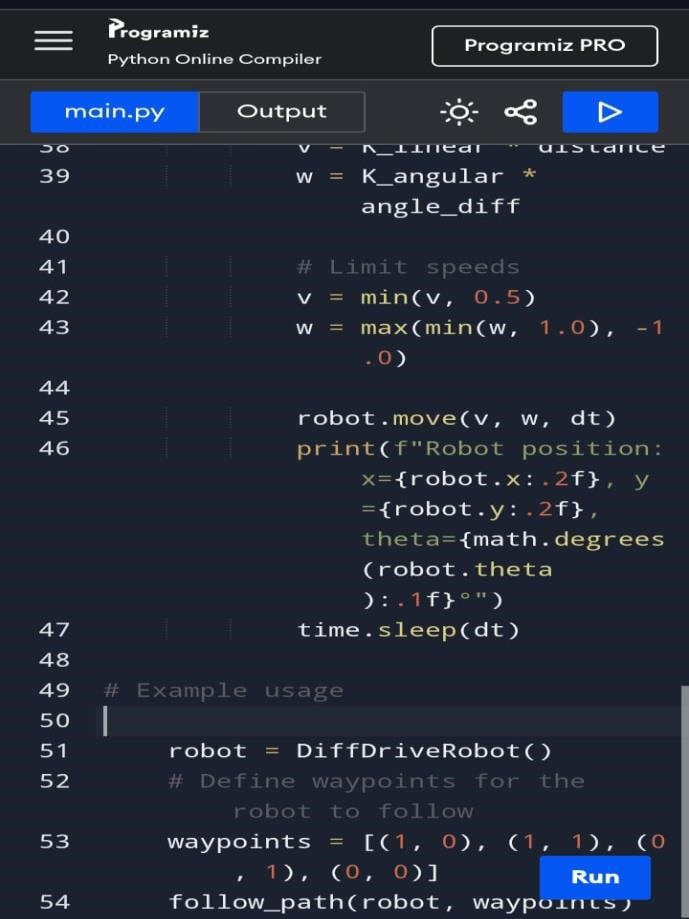 Programiz
Python Online Compiler
Programiz PRO
main.py
Output
38 v = K_linear * distance
39 w = K_angular *
angle_diff
40
41 # Limit speeds
42 v = min(v, 0.5)
43 w = max(min(w, 1.0), -1
.0)
44
45 robot.move(v, w, dt)
46 print(f"Robot position:
x={robot.x:.2f}, y
={robot.y:.2f},
theta={math.degrees
(robot.theta
):.1f}°")
47 time.sleep(dt)
48
49 # Example usage
50
51 robot = DiffDriveRobot()
52 # Define waypoints for the
robot to follow
53 waypoints = [(1, 0), (1, 1), (0
, 1), (0, 0)]
Run
54 follow_path(robot, waypoints)